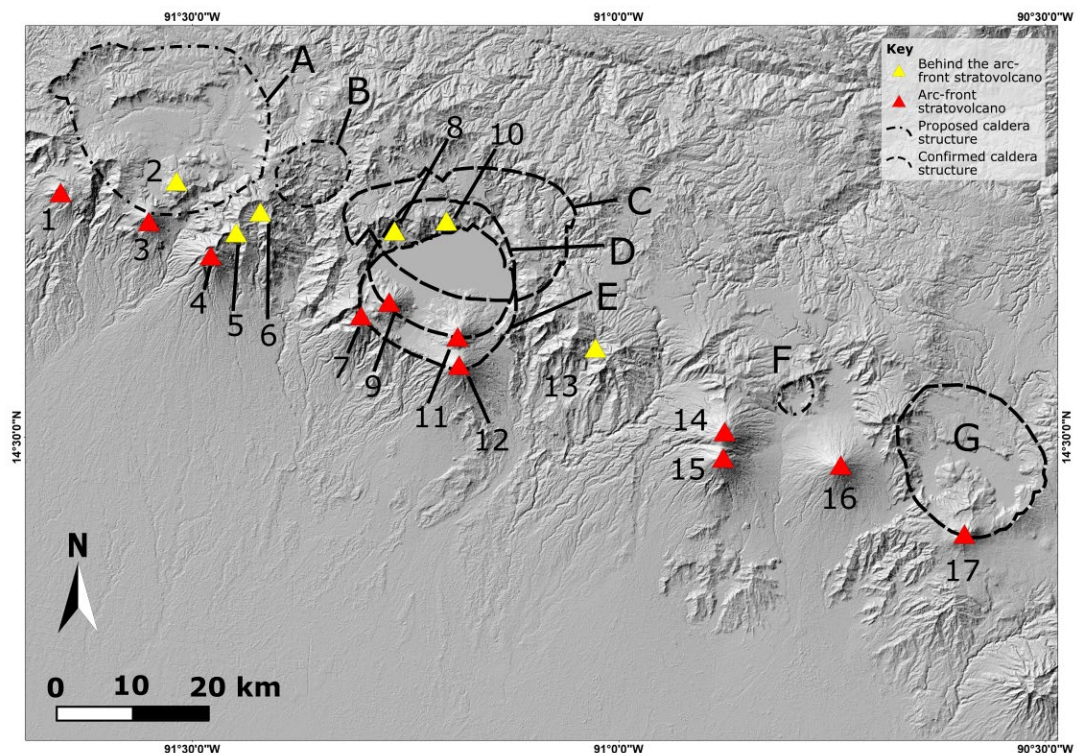 91°30'0"W 91°0'0"W 90°30'0"W
Key
Behind the arc-
front stratovolcano
Arc-front
stratovolcano
Proposed caldera
structure
Confirmed caldera
structure
A
B
8
10
2
1
3
C
D
4
5
6
E
7
9
13
11
12
F
14
15
16
G
17
14°30'0"N
14°30'0"N
N
0 10 20 km
91°30'0"W 91°0'0"W 90°30'0"W